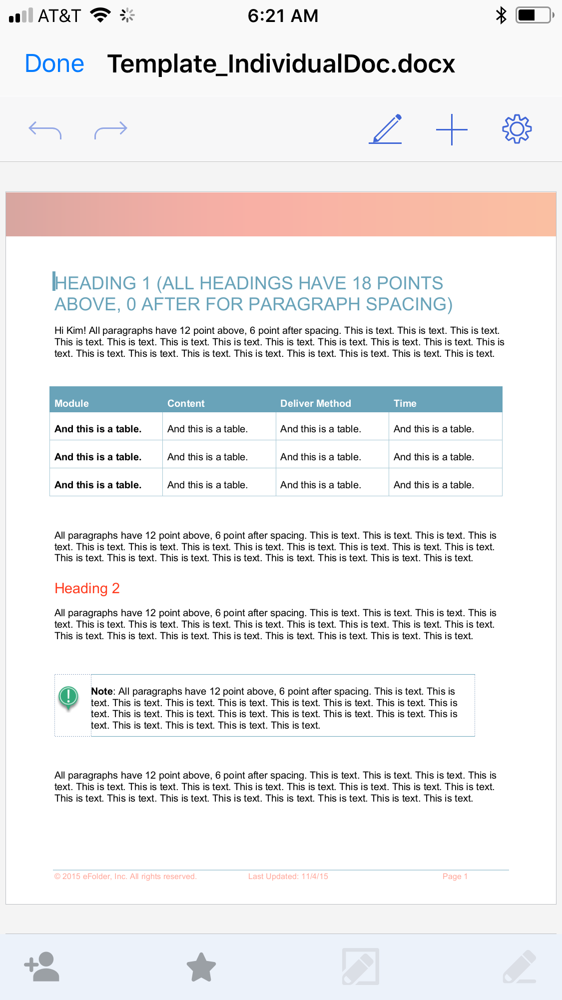 AT&T 6:21 AM
Done Template_IndividualDoc.docx
HEADING 1 (ALL HEADINGS HAVE 18 POINTS
ABOVE, 0 AFTER FOR PARAGRAPH SPACING)
Hi Kim! All paragraphs have 12 point above, 6 point after spacing. This is text. This is text. This is text.
This is text. This is text. This is text. This is text. This is text. This is text. This is text. This is text. This is
text. This is text. This is text. This is text. This is text. This is text. This is text. This is text. This is text.
Module Content Deliver Method Time
And this is a table. And this is a table. And this is a table. And this is a table.
And this is a table. And this is a table. And this is a table. And this is a table.
And this is a table. And this is a table. And this is a table. And this is a table.
All paragraphs have 12 point above, 6 point after spacing. This is text. This is text. This is text. This is
text. This is text. This is text. This is text. This is text. This is text. This is text. This is text. This is text.
This is text. This is text. This is text. This is text. This is text. This is text. This is text. This is text.
Heading 2
All paragraphs have 12 point above, 6 point after spacing. This is text. This is text. This is text. This is
text. This is text. This is text. This is text. This is text. This is text. This is text. This is text. This is text.
This is text. This is text. This is text. This is text. This is text. This is text. This is text. This is text.
Note: All paragraphs have 12 point above, 6 point after spacing. This is text. This is
text. This is text. This is text. This is text. This is text. This is text. This is text. This is
text. This is text. This is text. This is text. This is text. This is text. This is text. This is
text. This is text. This is text. This is text. This is text.
All paragraphs have 12 point above, 6 point after spacing. This is text. This is text. This is text. This is
text. This is text. This is text. This is text. This is text. This is text. This is text. This is text. This is text.
This is text. This is text. This is text. This is text. This is text. This is text. This is text. This is text.
© 2015 eFolder, Inc. All rights reserved. Last Updated: 11/4/15 Page 1